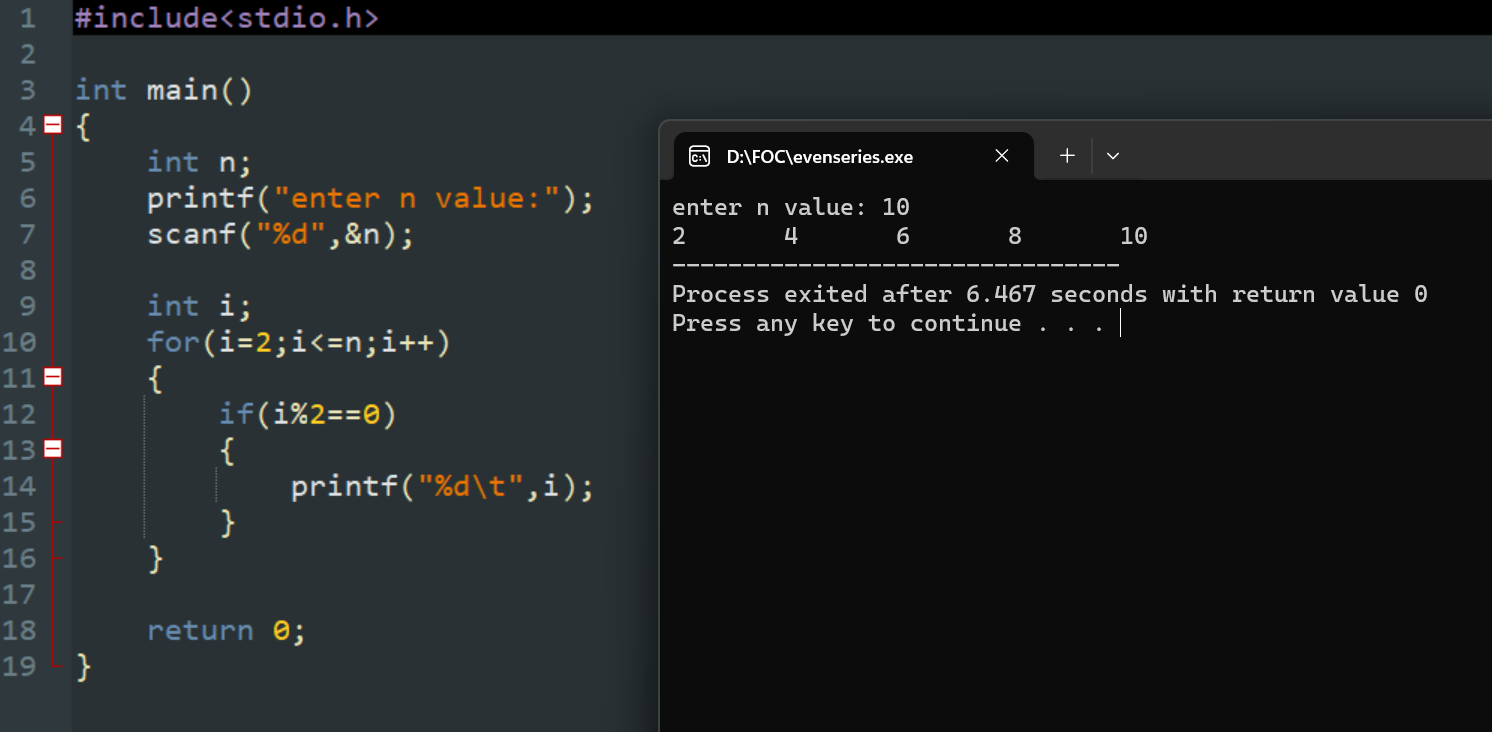 1 #include<stdio.h>
2
3 int main()
4 {
5     int n;
6     printf("enter n value:");
7     scanf("%d",&n);
8
9     int i;
10     for(i=2;i<=n;i++)
11     {
12         if(i%2==0)
13         {
14             printf("%d\t",i);
15         }
16     }
17
18     return 0;
19 }
D:\FOC\evenseries.exe
enter n value: 10
2       4       6       8       10
--------------------------------
Process exited after 6.467 seconds with return value 0
Press any key to continue . . .